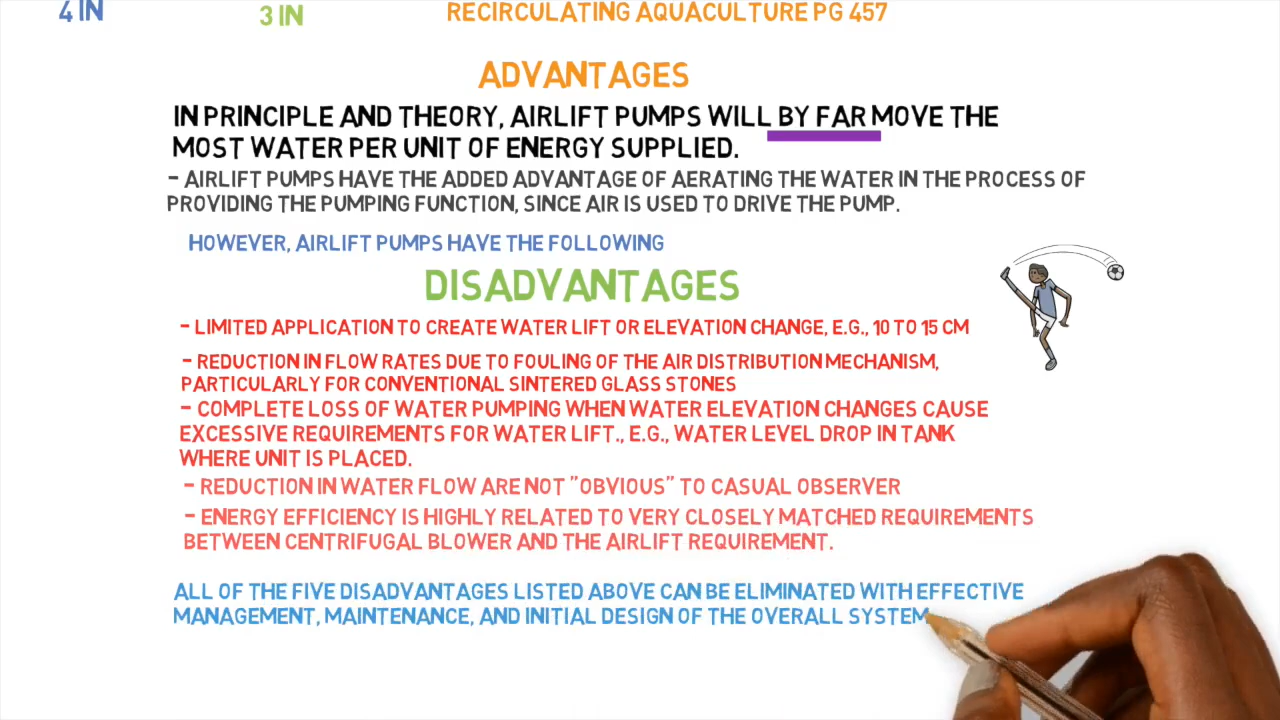 4 IN
3 IN
RECIRCULATING AQUACULTURE PG 457
ADVANTAGES
IN PRINCIPLE AND THEORY, AIRLIFT PUMPS WILL BY FAR MOVE THE
MOST WATER PER UNIT OF ENERGY SUPPLIED.
- AIRLIFT PUMPS HAVE THE ADDED ADVANTAGE OF AERATING THE WATER IN THE PROCESS OF
PROVIDING THE PUMPING FUNCTION, SINCE AIR IS USED TO DRIVE THE PUMP.
HOWEVER, AIRLIFT PUMPS HAVE THE FOLLOWING
DISADVANTAGES
- LIMITED APPLICATION TO CREATE WATER LIFT OR ELEVATION CHANGE, E.G., 10 TO 15 CM
- REDUCTION IN FLOW RATES DUE TO FOULING OF THE AIR DISTRIBUTION MECHANISM,
PARTICULARLY FOR CONVENTIONAL SINTERED GLASS STONES
- COMPLETE LOSS OF WATER PUMPING WHEN WATER ELEVATION CHANGES CAUSE
EXCESSIVE REQUIREMENTS FOR WATER LIFT., E.G., WATER LEVEL DROP IN TANK
WHERE UNIT IS PLACED.
- REDUCTION IN WATER FLOW ARE NOT "OBVIOUS" TO CASUAL OBSERVER
- ENERGY EFFICIENCY IS HIGHLY RELATED TO VERY CLOSELY MATCHED REQUIREMENTS
BETWEEN CENTRIFUGAL BLOWER AND THE AIRLIFT REQUIREMENT.
ALL OF THE FIVE DISADVANTAGES LISTED ABOVE CAN BE ELIMINATED WITH EFFECTIVE
MANAGEMENT, MAINTENANCE, AND INITIAL DESIGN OF THE OVERALL SYSTEM